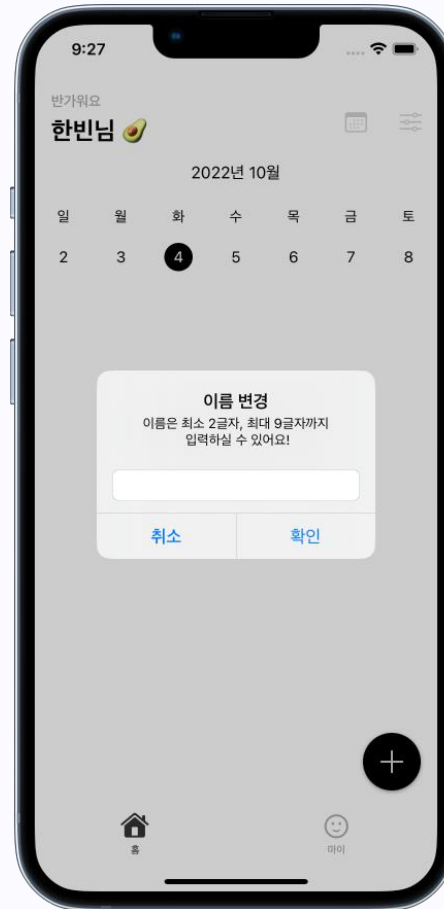 9:27
반가워요
한빈님 🥑
2022년 10월
일 월 화 수 목 금 토
2 3 4 5 6 7 8
이름 변경
이름은 최소 2글자, 최대 9글자까지
입력하실 수 있어요!
취소 확인
홈 마이